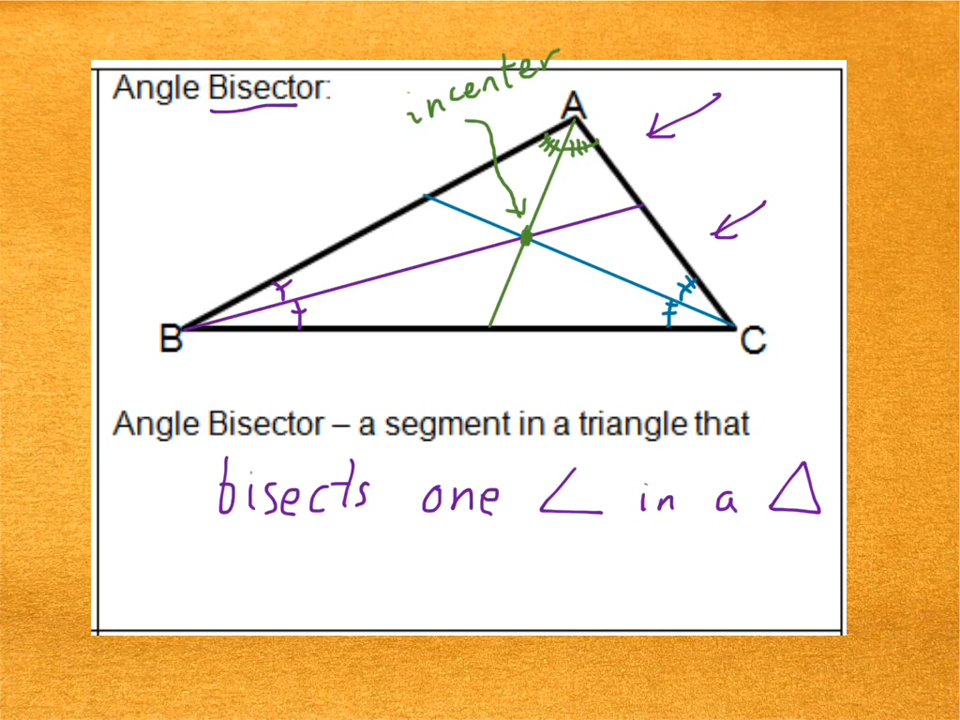 Angle Bisector:
incenter
A
B
C
Angle Bisector – a segment in a triangle that
bisects one ∠ in a △